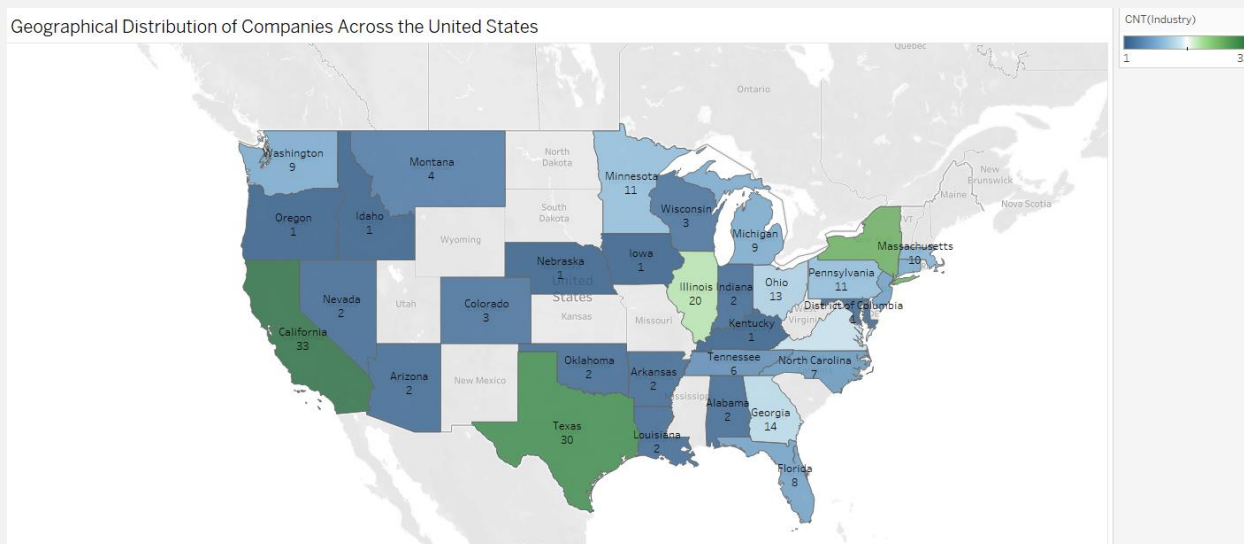 Geographical Distribution of Companies Across the United States
CNT(Industry)
1
3
Quebec
Ontario
New
Brunswick
Maine
Nova Scotia
VT
Washington
9
Montana
4
North
Dakota
Minnesota
11
Oregon
1
Idaho
1
South
Dakota
Wisconsin
3
Michigan
9
Massachusetts
10
Wyoming
Nebraska
1
Iowa
1
United
States
Illinois
20
Indiana
2
Ohio
13
Pennsylvania
11
District of Columbia
Nevada
2
Utah
Colorado
3
Kansas
Missouri
Kentucky
1
West
Virginia
California
33
Arizona
2
New Mexico
Oklahoma
2
Arkansas
2
Tennessee
6
North Carolina
7
Texas
30
Louisiana
2
Mississippi
Alabama
2
Georgia
14
Florida
8